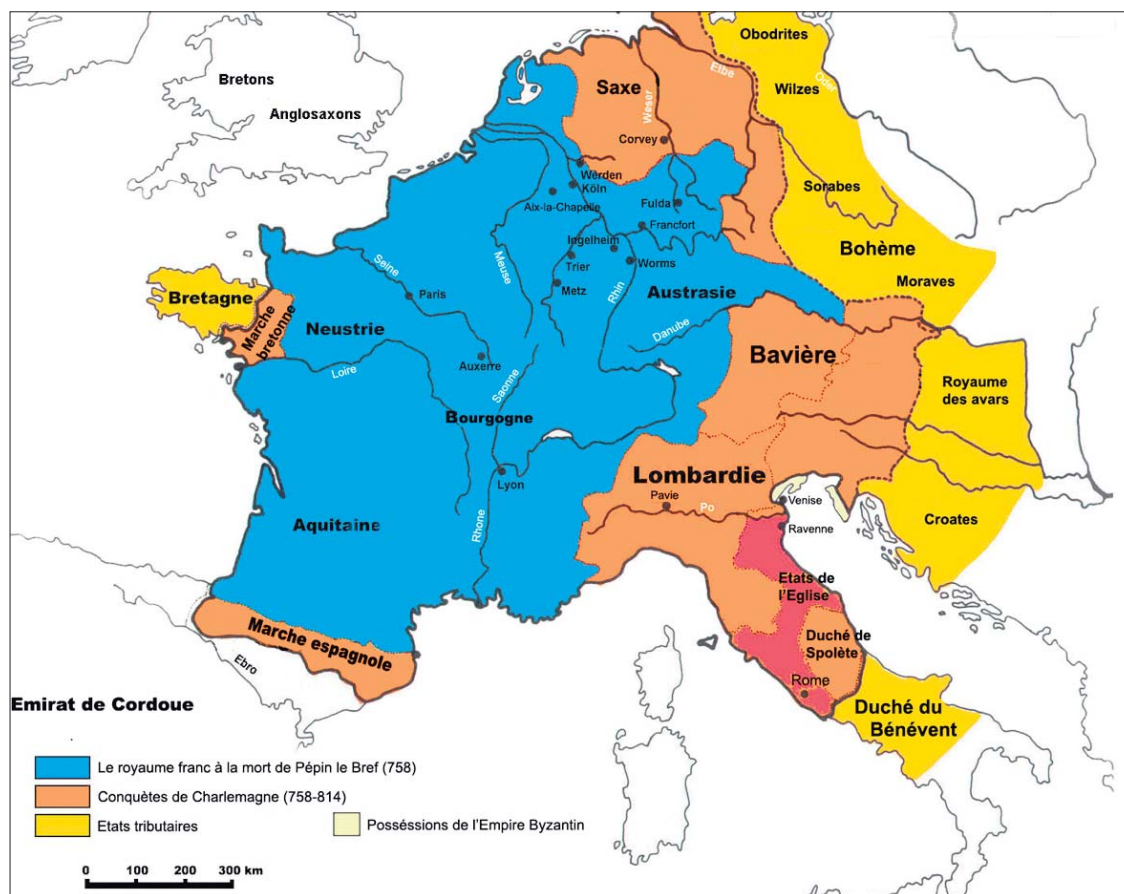 Obodrites
Bretons
Saxe
Elbe
Oder
Wilzes
Weser
Anglosaxons
Corvey
Werden
Köln
Sorabes
Aix-la-Chapelle
Fulda
Francfort
Ingelheim
Bohème
Seine
Meuse
Trier
Worms
Moraves
Bretagne
Metz
Rhin
Austrasie
Paris
Marche
bretonne
Neustrie
Danube
Bavière
Auxerre
Loire
Saonne
Royaume
des avars
Bourgogne
Lombardie
Lyon
Pavie
Po
Venise
Aquitaine
Rhone
Ravenne
Croates
Etats de
l'Eglise
Marche espagnole
Duché de
Spolète
Ebro
Rome
Emirat de Cordoue
Duché du
Bénévent
Le royaume franc à la mort de Pépin le Bref (758)
Conquètes de Charlemagne (758-814)
Etats tributaires
Posséssions de l'Empire Byzantin
0 100 200 300 km